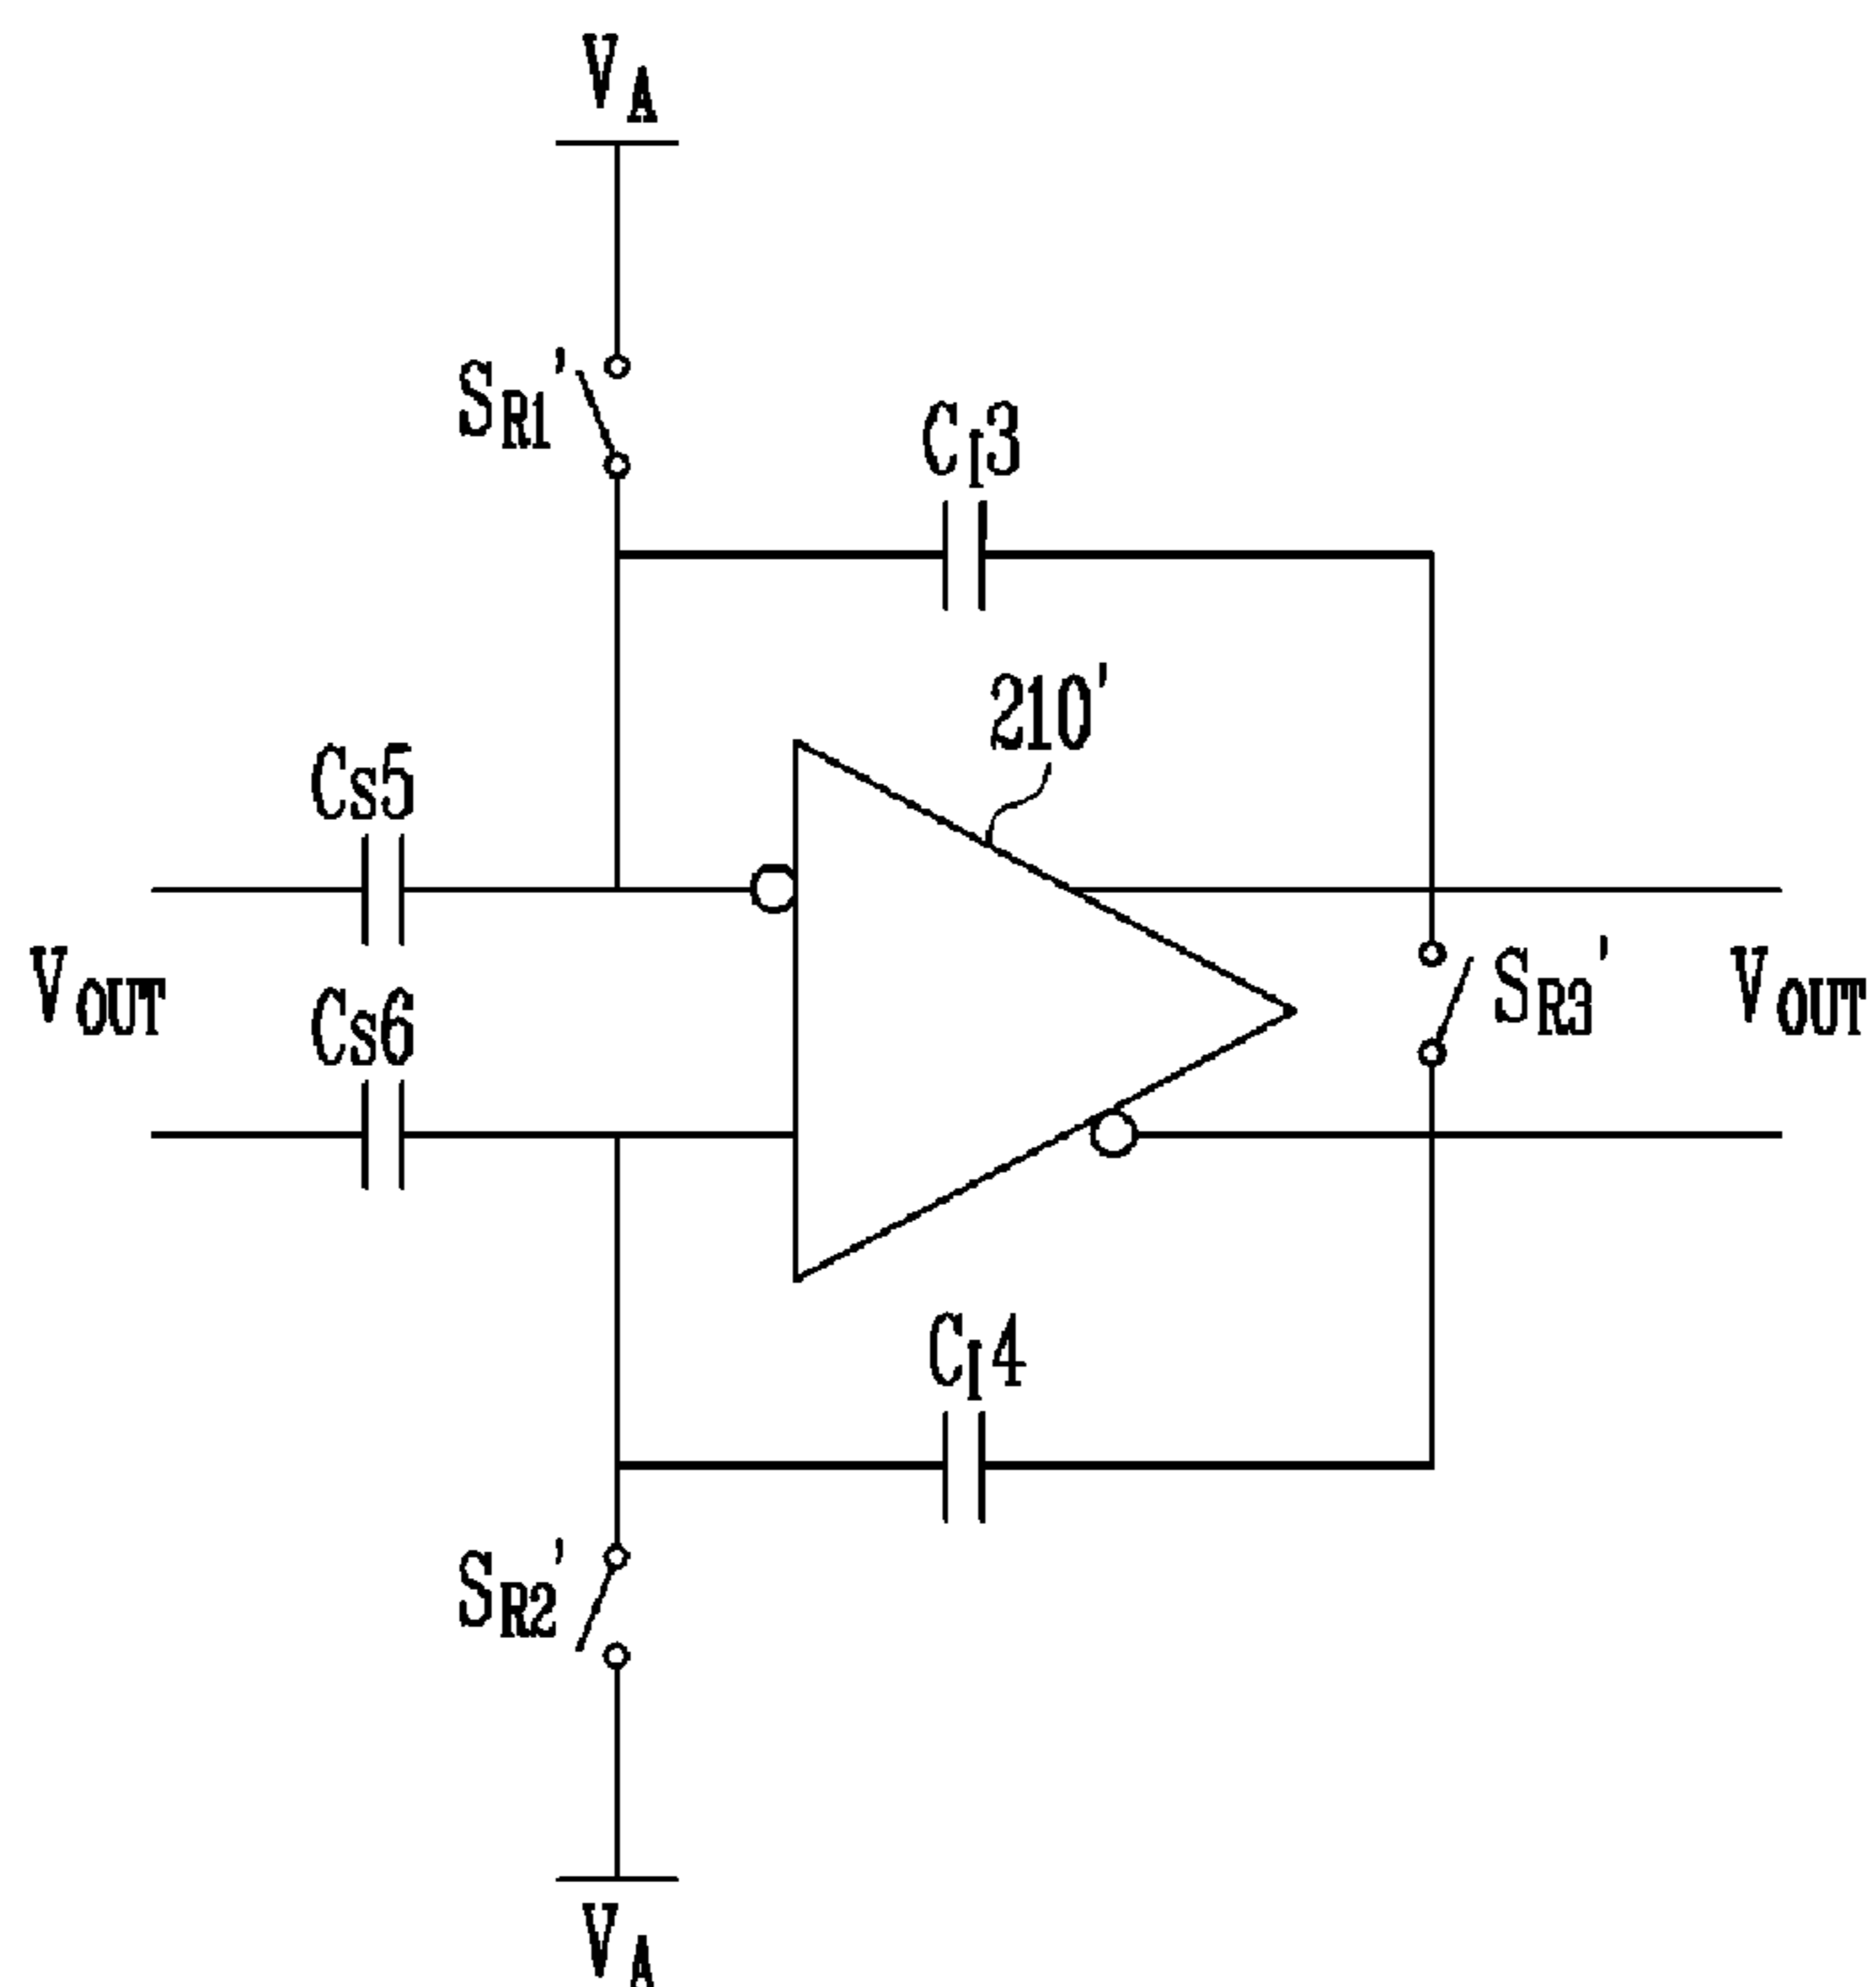 VA
SR1'
CI3
210'
Cs5
VOUT
Cs6
SR3'
VOUT
CI4
SR2'
VA